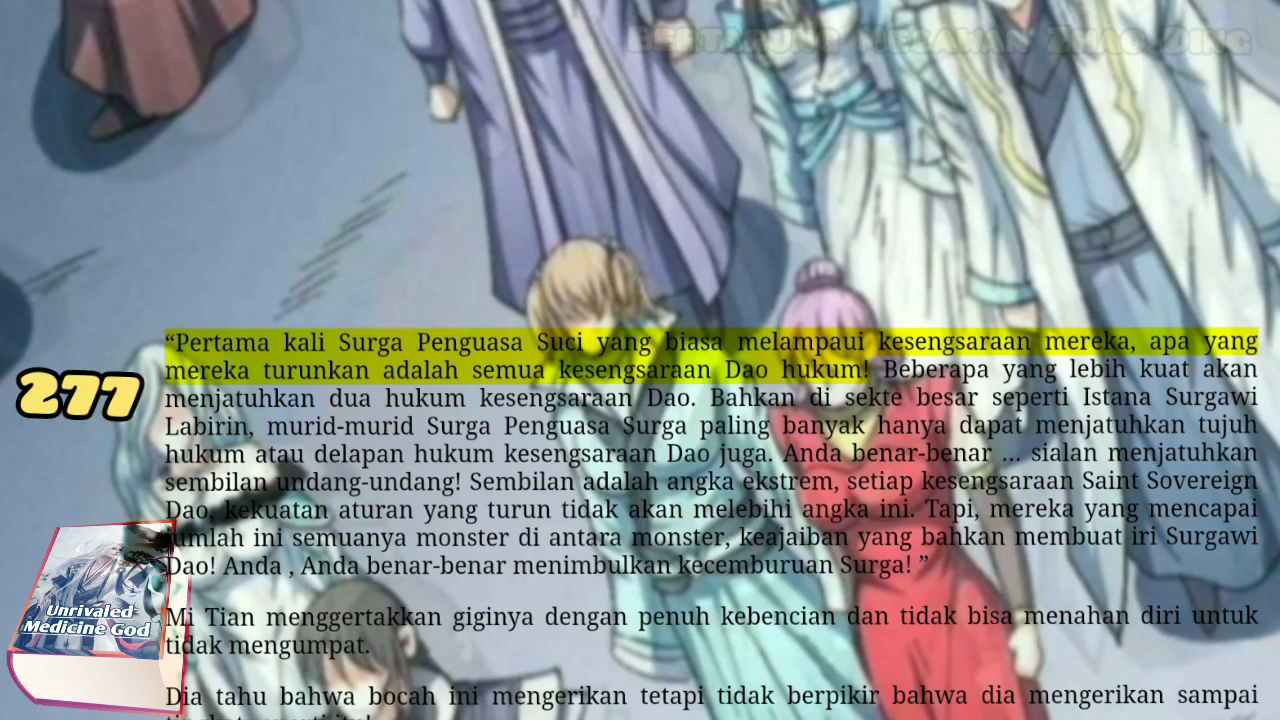 BERTARUNG MELAWAN ZHAO DING
“Pertama kali Surga Penguasa Suci yang biasa melampaui kesengsaraan mereka, apa yang
mereka turunkan adalah semua kesengsaraan Dao hukum! Beberapa yang lebih kuat akan
menjatuhkan dua hukum kesengsaraan Dao. Bahkan di sekte besar seperti Istana Surgawi
Labirin, murid-murid Surga Penguasa Surga paling banyak hanya dapat menjatuhkan tujuh
hukum atau delapan hukum kesengsaraan Dao juga. Anda benar-benar ... sialan menjatuhkan
sembilan undang-undang! Sembilan adalah angka ekstrem, setiap kesengsaraan Saint Sovereign
Dao, kekuatan aturan yang turun tidak akan melebihi angka ini. Tapi, mereka yang mencapai
jumlah ini semuanya monster di antara monster, keajaiban yang bahkan membuat iri Surgawi
Dao! Anda , Anda benar-benar menimbulkan kecemburuan Surga! ”
277
Unrivaled
Medicine God
Mi Tian menggertakkan giginya dengan penuh kebencian dan tidak bisa menahan diri untuk
tidak mengumpat.
Dia tahu bahwa bocah ini mengerikan tetapi tidak berpikir bahwa dia mengerikan sampai